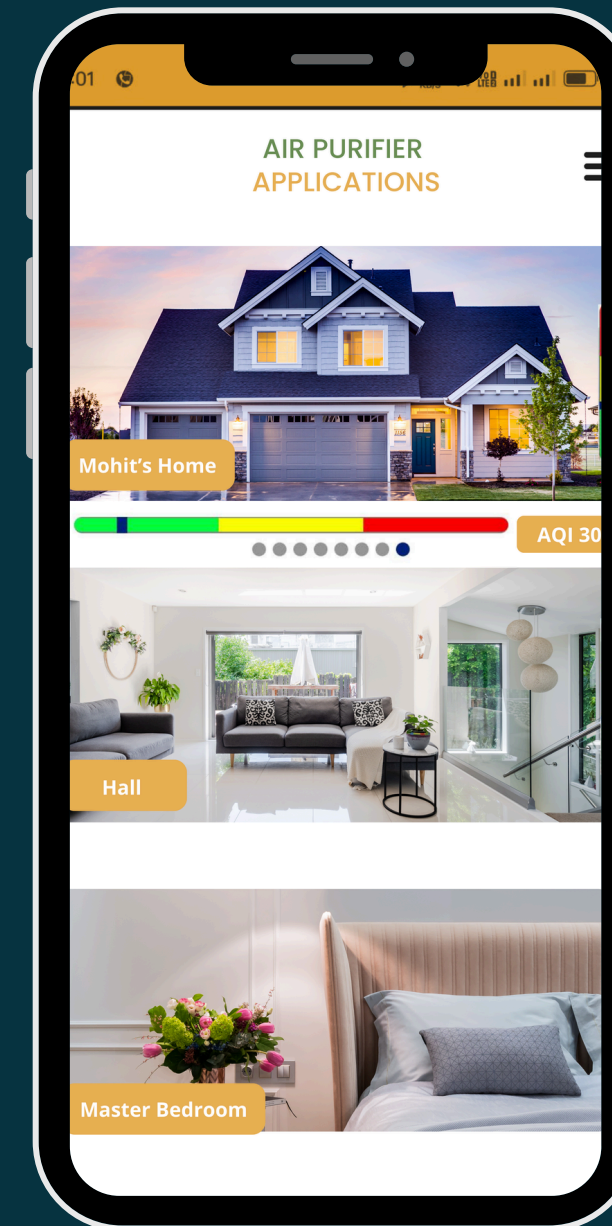 :01
AIR PURIFIER
APPLICATIONS
Mohit's Home
AQI 30
Hall
Master Bedroom